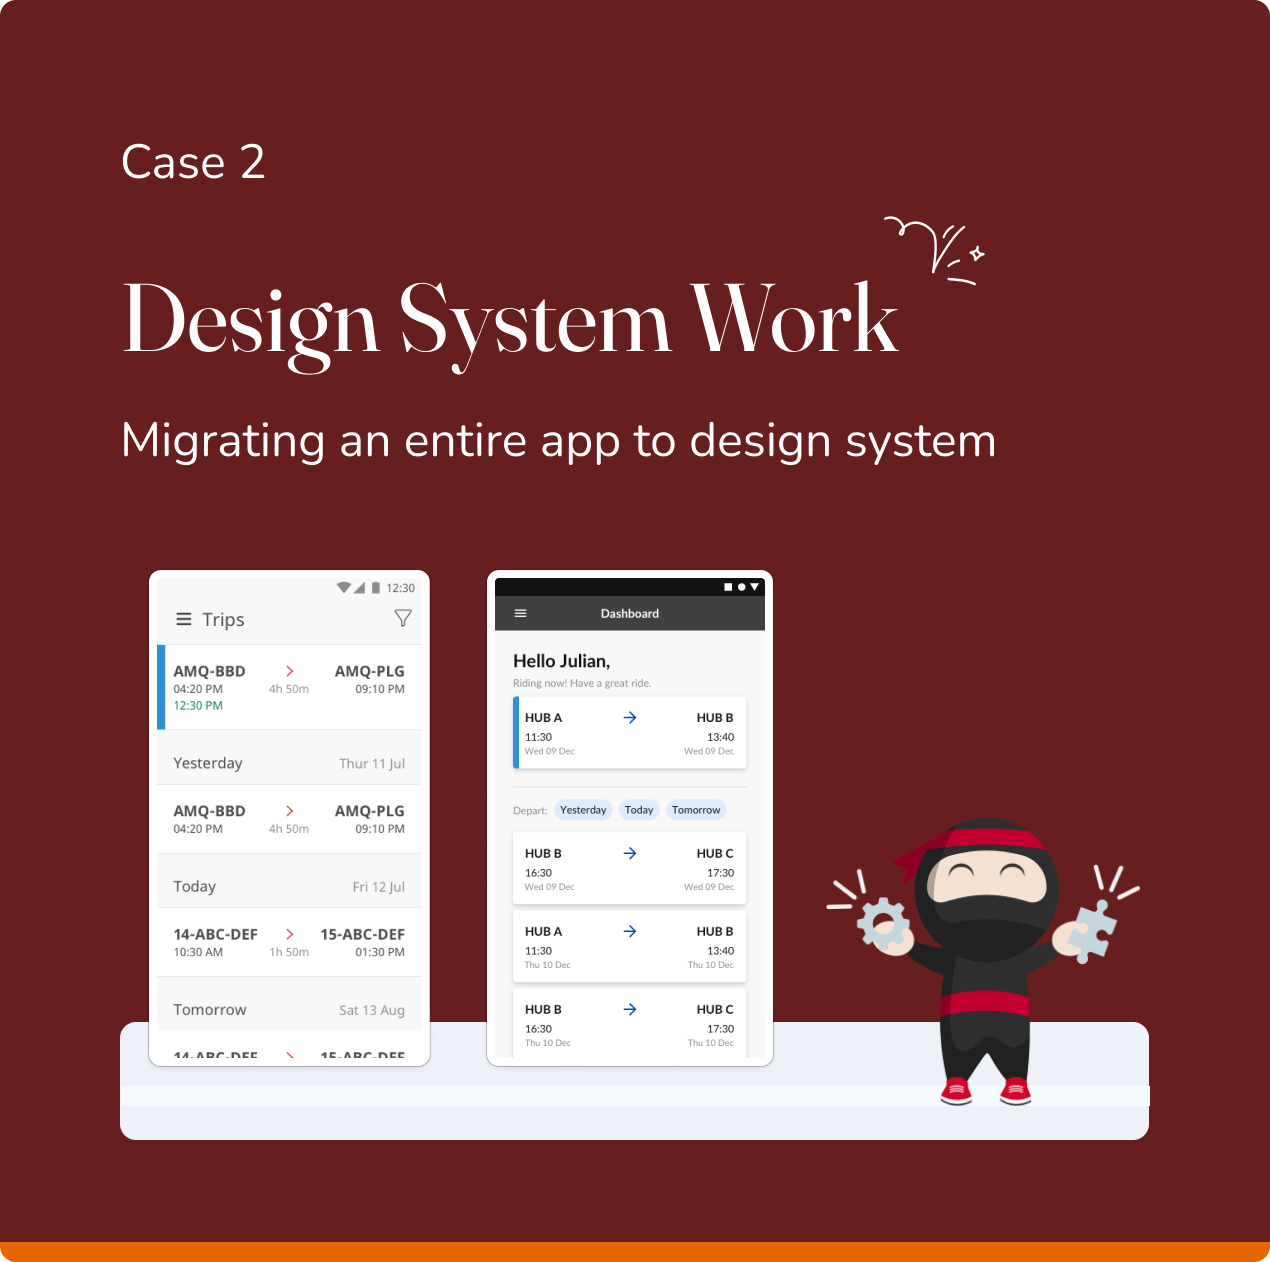 Case 2
Design System Work
Migrating an entire app to design system
12:30
Trips
AMQ-BBD AMQ-PLG
04:20 PM 4h 50m 09:10 PM
12:30 PM
Yesterday Thur 11 Jul
AMQ-BBD AMQ-PLG
04:20 PM 4h 50m 09:10 PM
Today Fri 12 Jul
14-ABC-DEF 15-ABC-DEF
10:30 AM 1h 50m 01:30 PM
Tomorrow Sat 13 Aug
14-ABC-DEF 15-ABC-DEF
Dashboard
Hello Julian,
Riding now! Have a great ride.
HUB A HUB B
11:30 13:40
Wed 09 Dec Wed 09 Dec
Depart: Yesterday Today Tomorrow
HUB B HUB C
16:30 17:30
Wed 09 Dec Wed 09 Dec
HUB A HUB B
11:30 13:40
Thu 10 Dec Thu 10 Dec
HUB B HUB C
16:30 17:30
Thu 10 Dec Thu 10 Dec